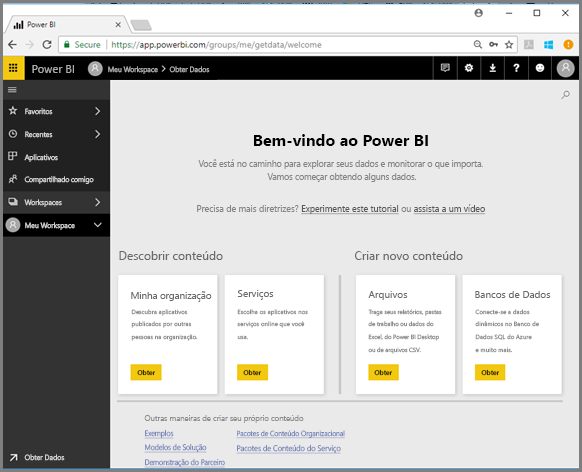 Power BI
Secure
https://app.powerbi.com/groups/me/getdata/welcome
Power BI
Meu Workspace > Obter Dados
Favoritos
Recentes
Aplicativos
Compartilhado comigo
Workspaces
Meu Workspace
Bem-vindo ao Power BI
Você está no caminho para explorar seus dados e monitorar o que importa.
Vamos começar obtendo alguns dados.
Precisa de mais diretrizes? Experimente este tutorial ou assista a um vídeo
Descobrir conteúdo
Minha organização
Descubra aplicativos
publicados por outras
pessoas na organização.
Obter
Serviços
Escolha os aplicativos nos
serviços online que você
usa.
Obter
Criar novo conteúdo
Arquivos
Traga seus relatórios, pastas
de trabalho ou dados do
Excel, do Power BI Desktop
ou de arquivos CSV.
Obter
Bancos de Dados
Conecte-se a dados
dinâmicos no Banco de
Dados SQL do Azure
e muito mais.
Obter
Outras maneiras de criar seu próprio conteúdo
Exemplos
Pacotes de Conteúdo Organizacional
Modelos de Solução
Pacotes de Conteúdo do Serviço
Demonstração do Parceiro
Obter Dados